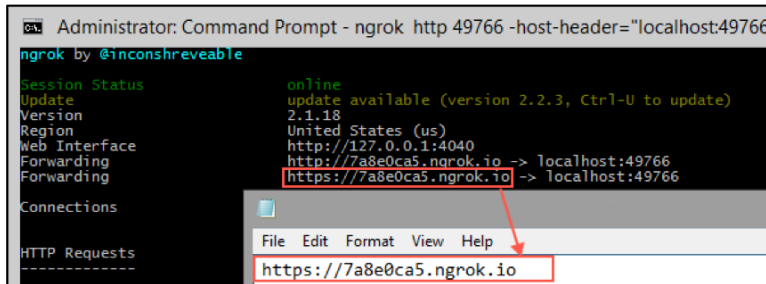 Administrator: Command Prompt - ngrok  http 49766 -host-header="localhost:49766
ngrok by @inconshreveable
Session Status online
Update update available (version 2.2.3, Ctrl-U to update)
Version 2.1.18
Region United States (us)
Web Interface http://127.0.0.1:4040
Forwarding http://7a8e0ca5.ngrok.io -> localhost:49766
Forwarding https://7a8e0ca5.ngrok.io -> localhost:49766
Connections
HTTP Requests
-------------
File Edit Format View Help
https://7a8e0ca5.ngrok.io